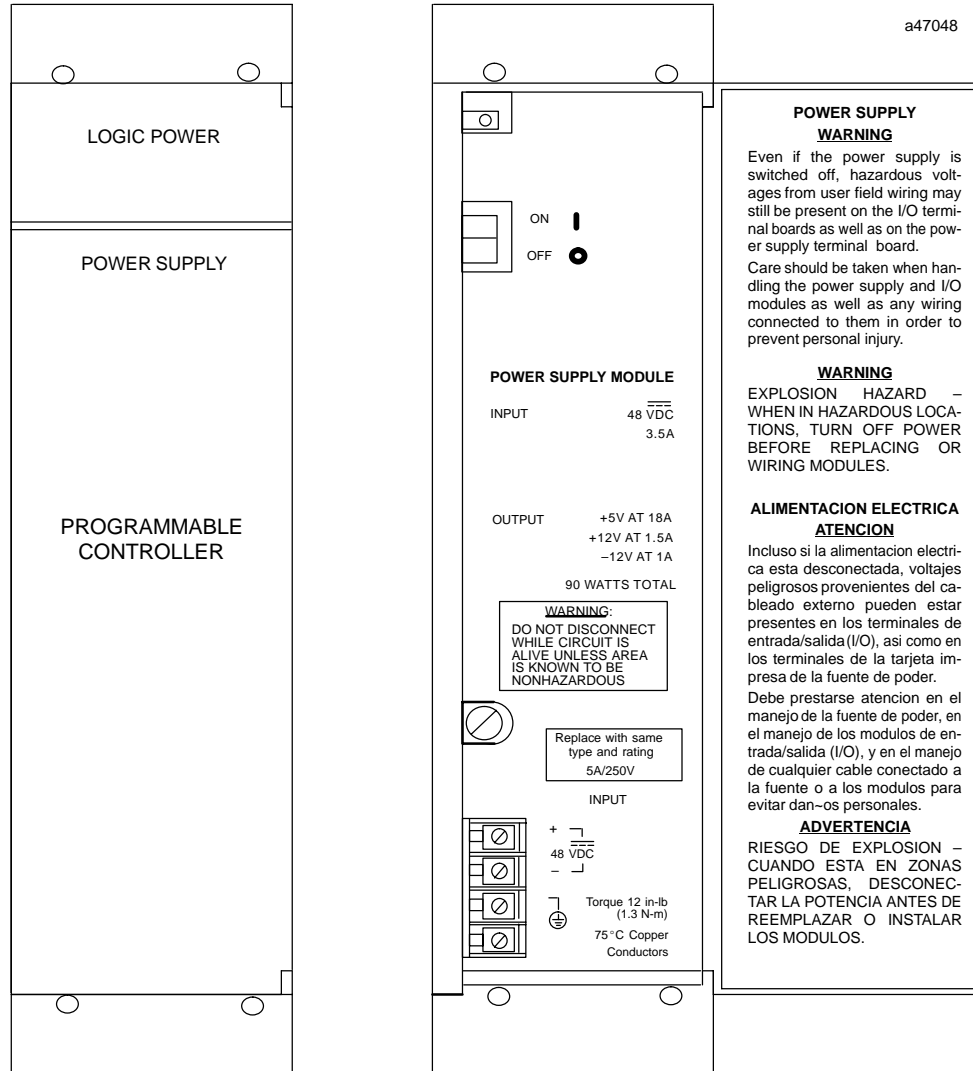 a47048
LOGIC POWER
POWER SUPPLY
PROGRAMMABLE
CONTROLLER
ON
OFF
POWER SUPPLY MODULE
INPUT 48 VDC
3.5A
OUTPUT +5V AT 18A
+12V AT 1.5A
–12V AT 1A
90 WATTS TOTAL
WARNING:
DO NOT DISCONNECT
WHILE CIRCUIT IS
ALIVE UNLESS AREA
IS KNOWN TO BE
NONHAZARDOUS
Replace with same
type and rating
5A/250V
INPUT
+
48 VDC
–
Torque 12 in-lb
(1.3 N-m)
75°C Copper
Conductors
POWER SUPPLY
WARNING
Even if the power supply is
switched off, hazardous volt-
ages from user field wiring may
still be present on the I/O termi-
nal boards as well as on the pow-
er supply terminal board.
Care should be taken when han-
dling the power supply and I/O
modules as well as any wiring
connected to them in order to
prevent personal injury.
WARNING
EXPLOSION HAZARD –
WHEN IN HAZARDOUS LOCA-
TIONS, TURN OFF POWER
BEFORE REPLACING OR
WIRING MODULES.
ALIMENTACION ELECTRICA
ATENCION
Incluso si la alimentacion electri-
ca esta desconectada, voltajes
peligrosos provenientes del ca-
bleado externo pueden estar
presentes en los terminales de
entrada/salida (I/O), asi como en
los terminales de la tarjeta im-
presa de la fuente de poder.
Debe prestarse atencion en el
manejo de la fuente de poder, en
el manejo de los modulos de en-
trada/salida (I/O), y en el manejo
de cualquier cable conectado a
la fuente o a los modulos para
evitar dan~os personales.
ADVERTENCIA
RIESGO DE EXPLOSION –
CUANDO ESTA EN ZONAS
PELIGROSAS, DESCONEC-
TAR LA POTENCIA ANTES DE
REEMPLAZAR O INSTALAR
LOS MODULOS.